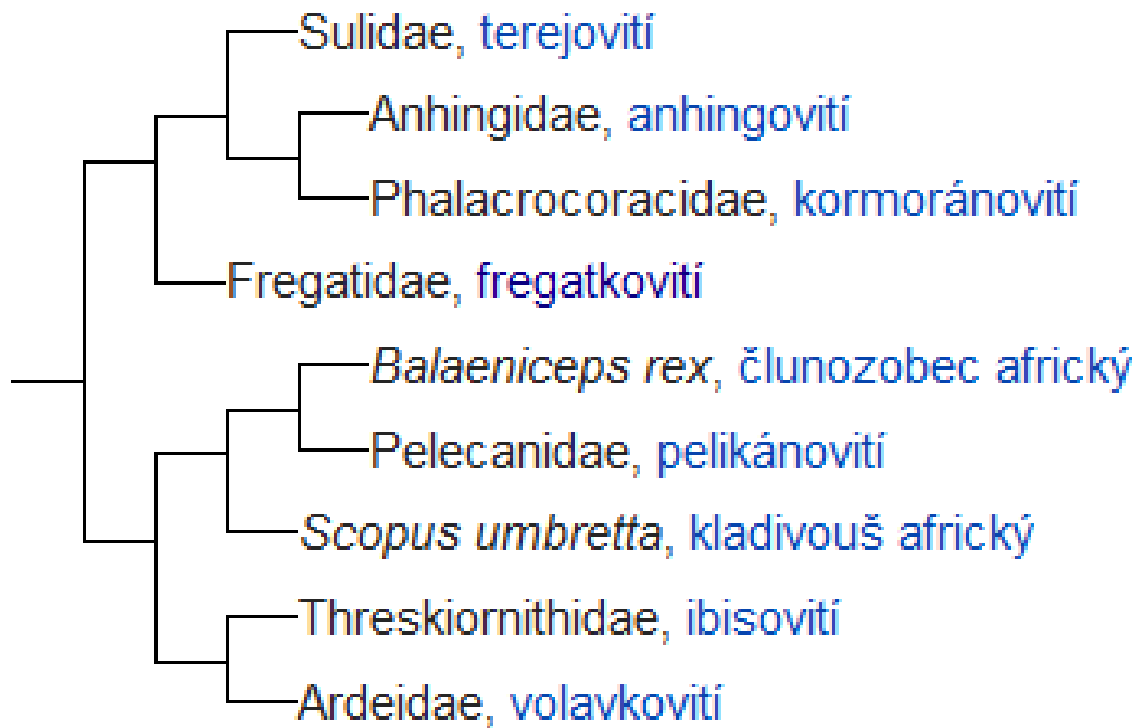 Sulidae, terejovití
Anhingidae, anhingovití
Phalacrocoracidae, kormoránovití
Fregatidae, fregatkovití
Balaeniceps rex, člunozobec africký
Pelecanidae, pelikánovití
Scopus umbretta, kladivouš africký
Threskiornithidae, ibisovití
Ardeidae, volavkovití